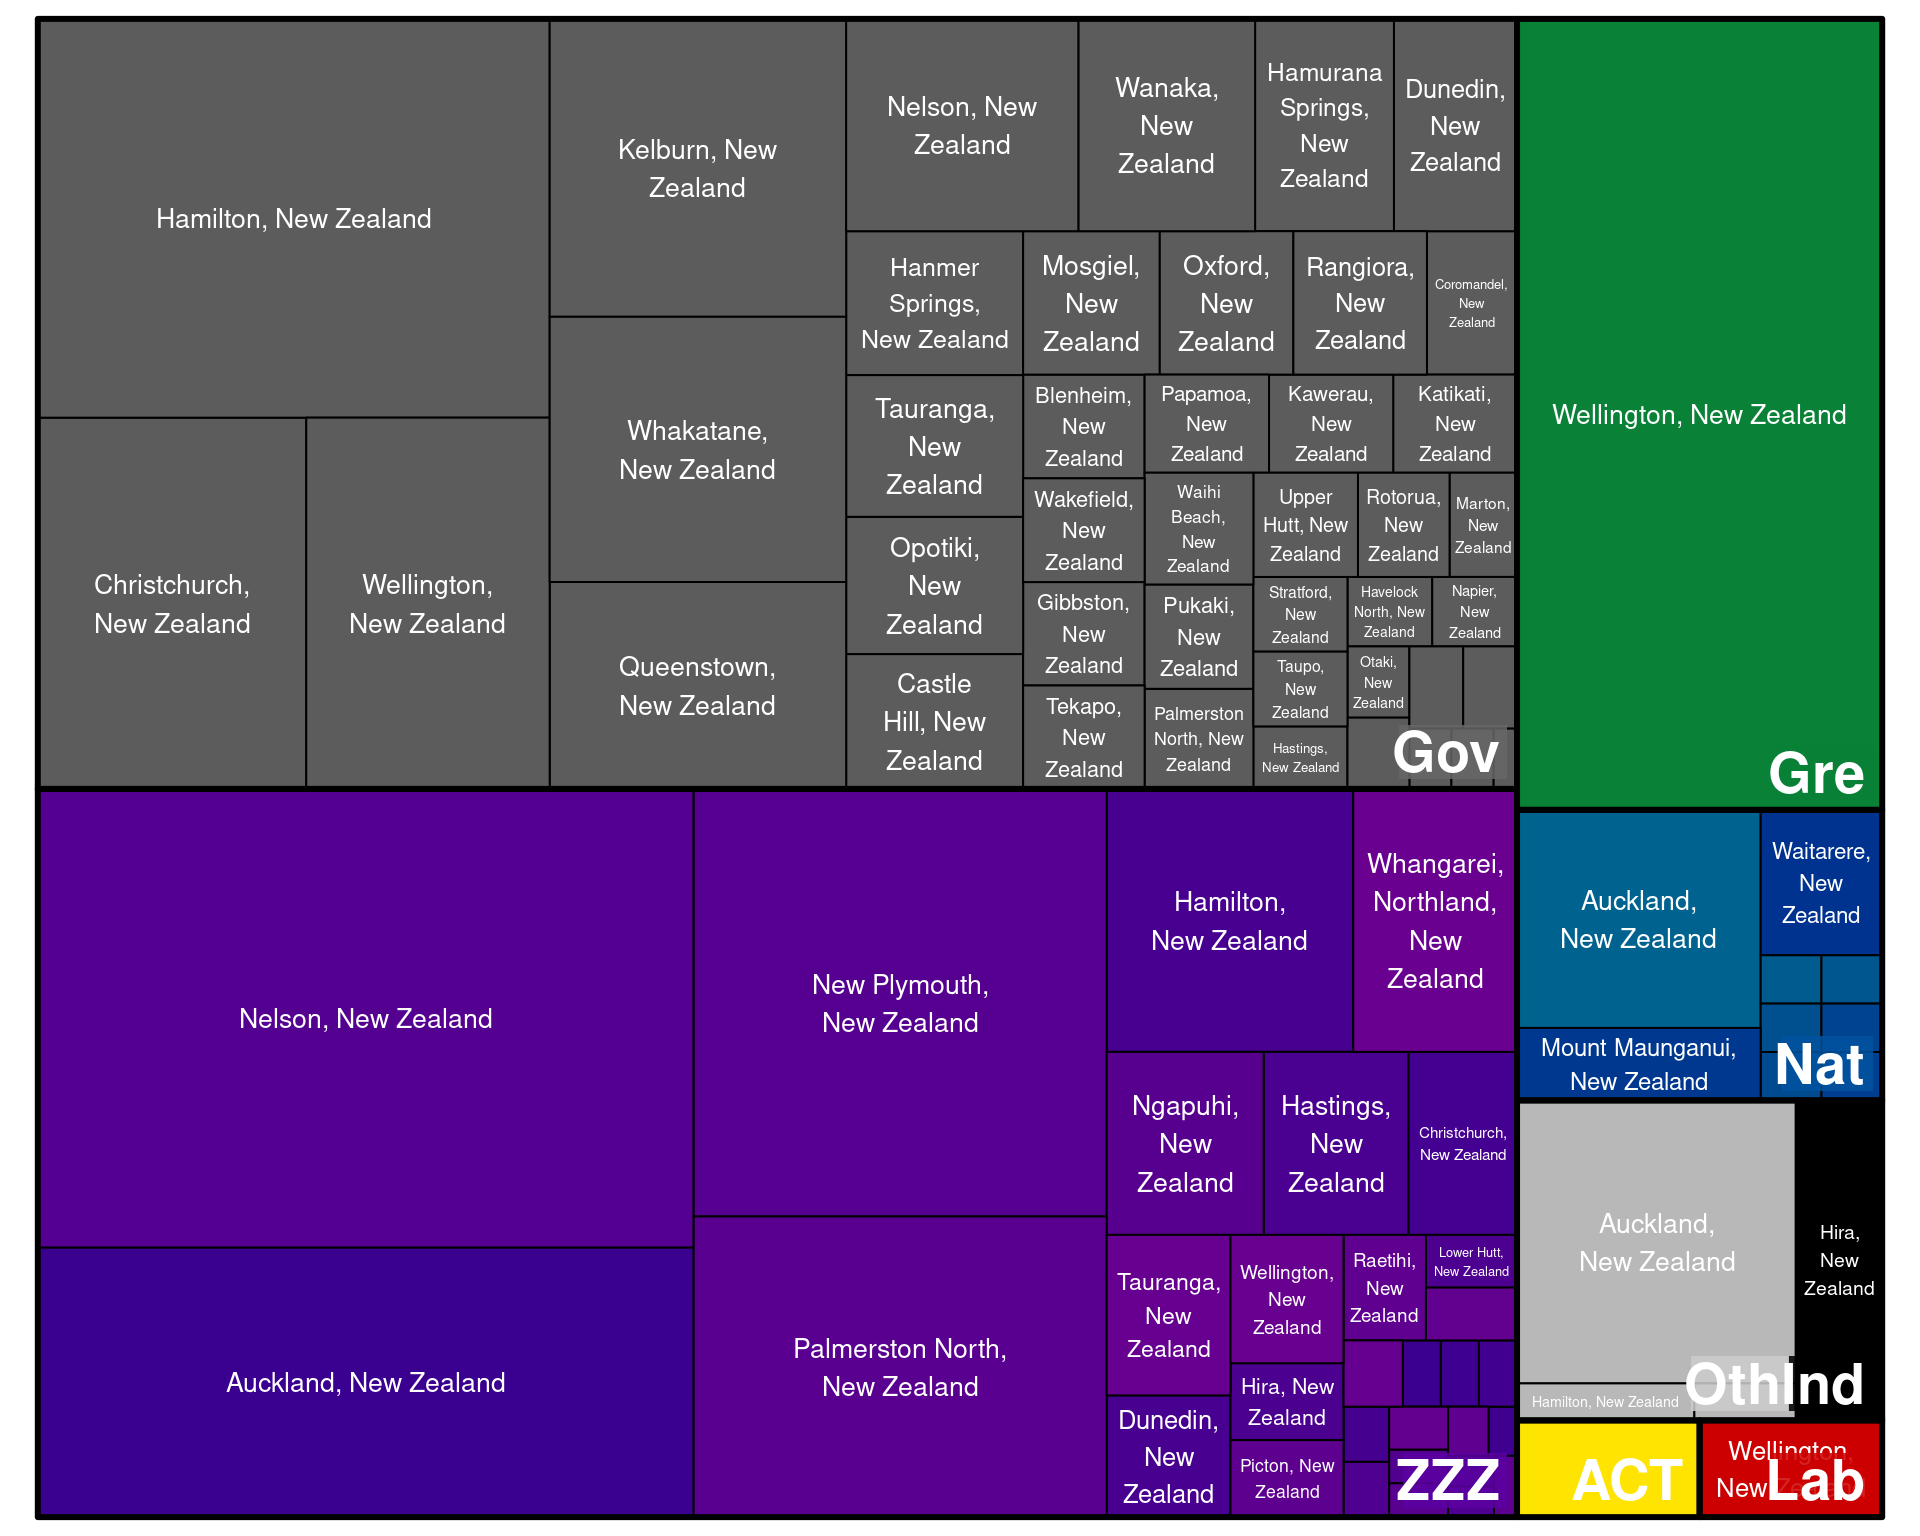 Hamilton, New Zealand
Christchurch,
New Zealand
Wellington,
New Zealand
Kelburn, New
Zealand
Whakatane,
New Zealand
Queenstown,
New Zealand
Nelson, New
Zealand
Wanaka,
New
Zealand
Hamurana
Springs,
New
Zealand
Dunedin,
New
Zealand
Hanmer
Springs,
New Zealand
Mosgiel,
New
Zealand
Oxford,
New
Zealand
Rangiora,
New
Zealand
Coromandel,
New
Zealand
Tauranga,
New
Zealand
Opotiki,
New
Zealand
Castle
Hill, New
Zealand
Blenheim,
New
Zealand
Wakefield,
New
Zealand
Gibbston,
New
Zealand
Tekapo,
New
Zealand
Papamoa,
New
Zealand
Kawerau,
New
Zealand
Katikati,
New
Zealand
Waihi
Beach,
New
Zealand
Pukaki,
New
Zealand
Palmerston
North, New
Zealand
Upper
Hutt, New
Zealand
Rotorua,
New
Zealand
Marton,
New
Zealand
Stratford,
New
Zealand
Havelock
North, New
Zealand
Napier,
New
Zealand
Taupo,
New
Zealand
Otaki,
New
Zealand
Hastings,
New Zealand
Gov
Wellington, New Zealand
Gre
Nelson, New Zealand
Auckland, New Zealand
New Plymouth,
New Zealand
Palmerston North,
New Zealand
Hamilton,
New Zealand
Whangarei,
Northland,
New
Zealand
Ngapuhi,
New
Zealand
Hastings,
New
Zealand
Christchurch,
New Zealand
Tauranga,
New
Zealand
Dunedin,
New
Zealand
Wellington,
New
Zealand
Hira, New
Zealand
Picton, New
Zealand
Raetihi,
New
Zealand
Lower Hutt,
New Zealand
ZZZ
Auckland,
New Zealand
Mount Maunganui,
New Zealand
Waitarere,
New
Zealand
Nat
Auckland,
New Zealand
Hamilton, New Zealand
Hira,
New
Zealand
OthInd
ACT
Wellington,
New
Lab